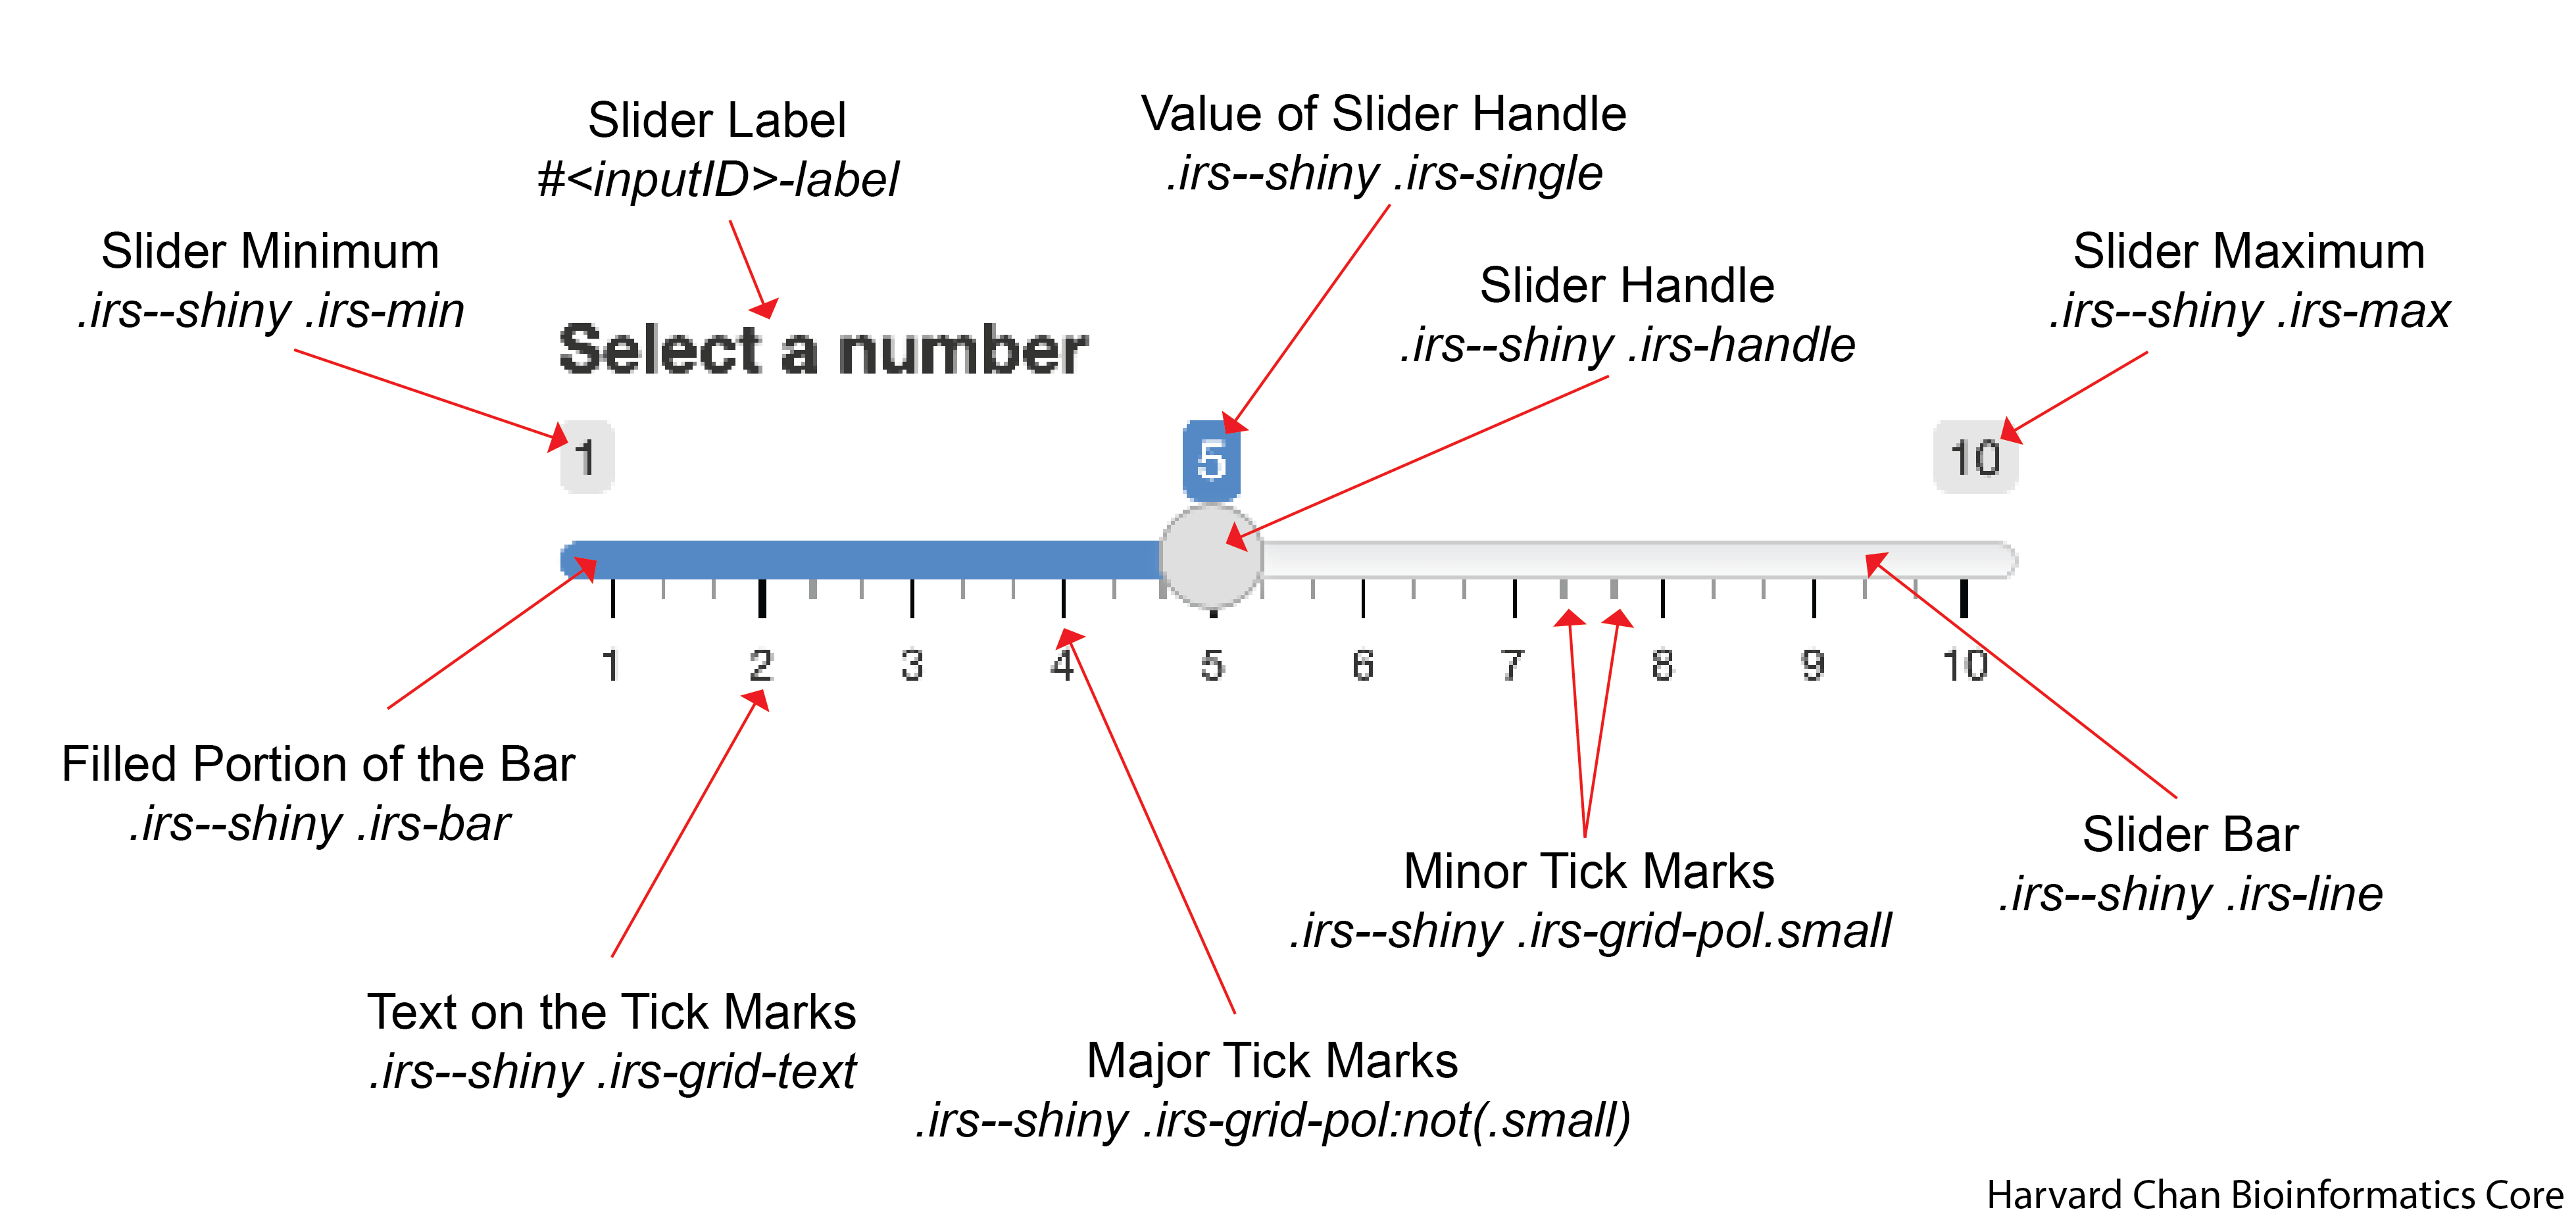 Slider Label
#<inputID>-label
Value of Slider Handle
.irs--shiny .irs-single
Slider Minimum
.irs--shiny .irs-min
Slider Handle
.irs--shiny .irs-handle
Slider Maximum
.irs--shiny .irs-max
Select a number
1 5 10
1 2 3 4 5 6 7 8 9 10
Filled Portion of the Bar
.irs--shiny .irs-bar
Text on the Tick Marks
.irs--shiny .irs-grid-text
Major Tick Marks
.irs--shiny .irs-grid-pol:not(.small)
Minor Tick Marks
.irs--shiny .irs-grid-pol.small
Slider Bar
.irs--shiny .irs-line
Harvard Chan Bioinformatics Core